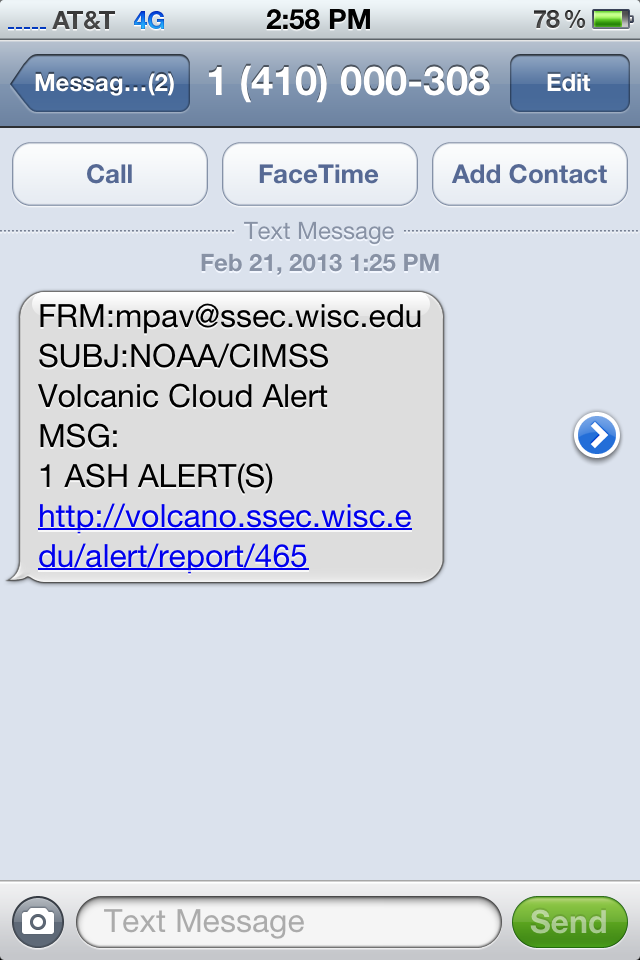 AT&T 4G 2:58 PM 78 %
Messag...(2) 1 (410) 000-308 Edit
Call FaceTime Add Contact
Text Message
Feb 21, 2013 1:25 PM
FRM:mpav@ssec.wisc.edu
SUBJ:NOAA/CIMSS
Volcanic Cloud Alert
MSG:
1 ASH ALERT(S)
http://volcano.ssec.wisc.e
du/alert/report/465
Text Message Send